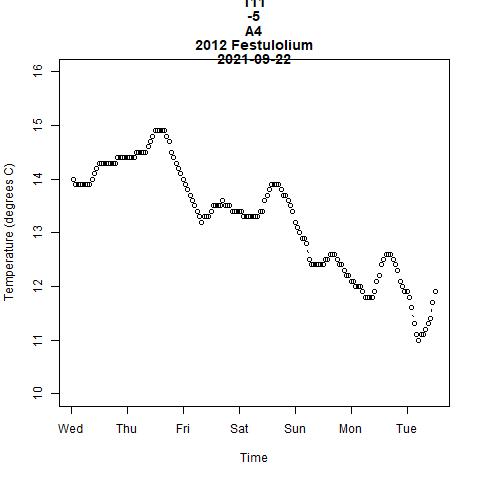 T11
-5
A4
2012 Festulolium
2021-09-22
16
15
14
13
12
11
10
Temperature (degrees C)
Wed Thu Fri Sat Sun Mon Tue
Time